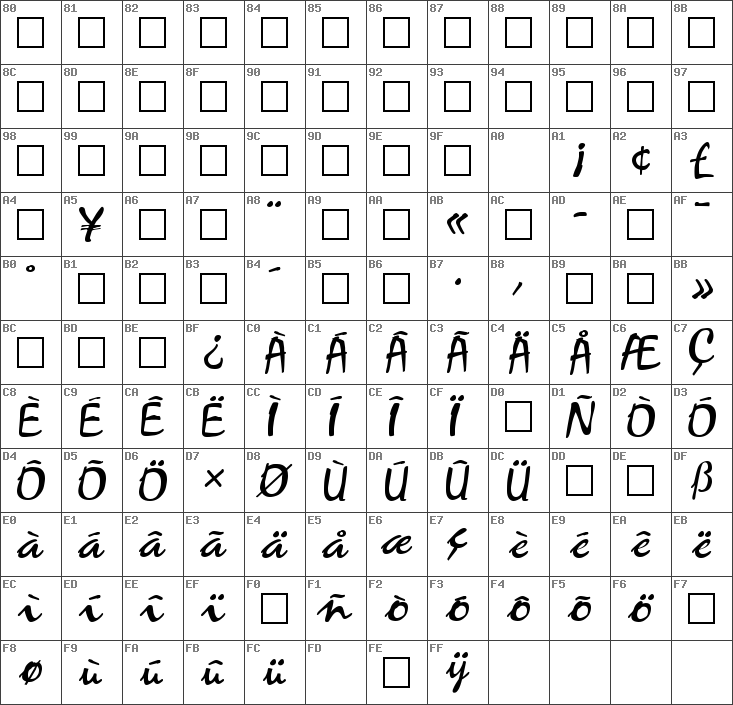 80 81 82 83 84 85 86 87 88 89 8A 8B
8C 8D 8E 8F 90 91 92 93 94 95 96 97
98 99 9A 9B 9C 9D 9E 9F A0 A1 A2 A3
¡ ¢ £
A4 A5 A6 A7 A8 A9 AA AB AC AD AE AF
¥ ¨ « - ¯
B0 B1 B2 B3 B4 B5 B6 B7 B8 B9 BA BB
° ´ · ¸ »
BC BD BE BF C0 C1 C2 C3 C4 C5 C6 C7
¿ À Á Â Ã Ä Å Æ Ç
C8 C9 CA CB CC CD CE CF D0 D1 D2 D3
È É Ê Ë Ì Í Î Ï Ñ Ò Ó
D4 D5 D6 D7 D8 D9 DA DB DC DD DE DF
Ô Õ Ö × Ø Ù Ú Û Ü ß
E0 E1 E2 E3 E4 E5 E6 E7 E8 E9 EA EB
à á â ã ä å æ ç è é ê ë
EC ED EE EF F0 F1 F2 F3 F4 F5 F6 F7
ì í î ï ñ ò ó ô õ ö
F8 F9 FA FB FC FD FE FF
ø ù ú û ü ÿ